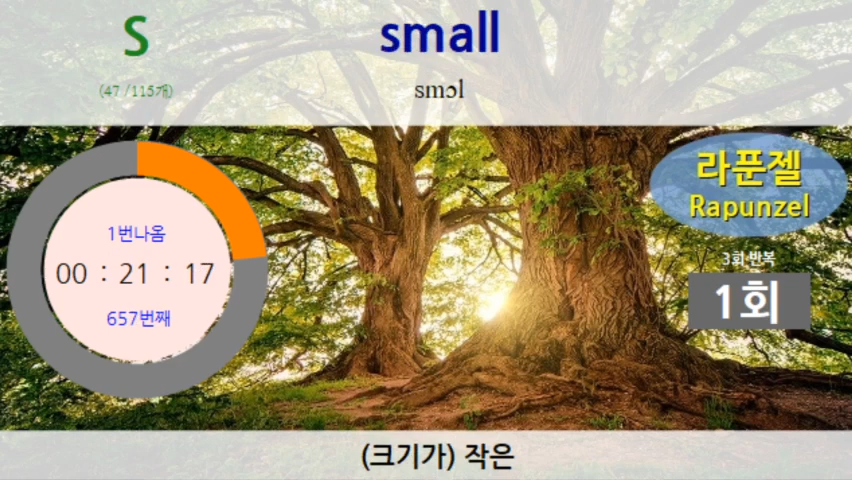 S
(47 /115개)
small
smɔl
1번나옴
00 : 21 : 17
657번째
라푼젤
Rapunzel
3회 반복
1회
(크기가) 작은